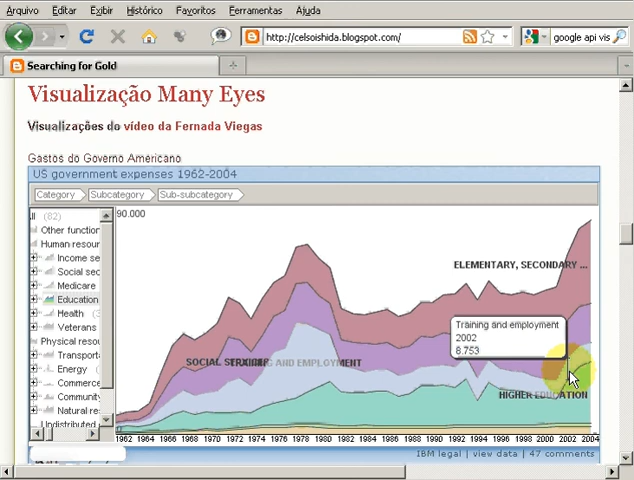 Arquivo Editar Exibir Histórico Favoritos Ferramentas Ajuda
http://celsoishida.blogspot.com/
google api vis
Searching for Gold
Visualização Many Eyes
Visualizações do vídeo da Fernada Viegas
Gastos do Governo Americano
US government expenses 1962-2004
Category Subcategory Sub-subcategory
(82)
Other function
Human resour
Income se
Social sec
Medicare
Education
Health (3)
Veterans
Physical resou
Transport
Energy (
Commerce
Community
Natural re
Undistributed
90.000
ELEMENTARY, SECONDARY ...
Training and employment
2002
8.753
SOCIAL SERVICE
TRAINING AND EMPLOYMENT
HIGHER EDUCATION
0
1962 1964 1966 1968 1970 1972 1974 1976 1978 1980 1982 1984 1986 1988 1990 1992 1994 1996 1998 2000 2002 2004
IBM legal | view data | 47 comments